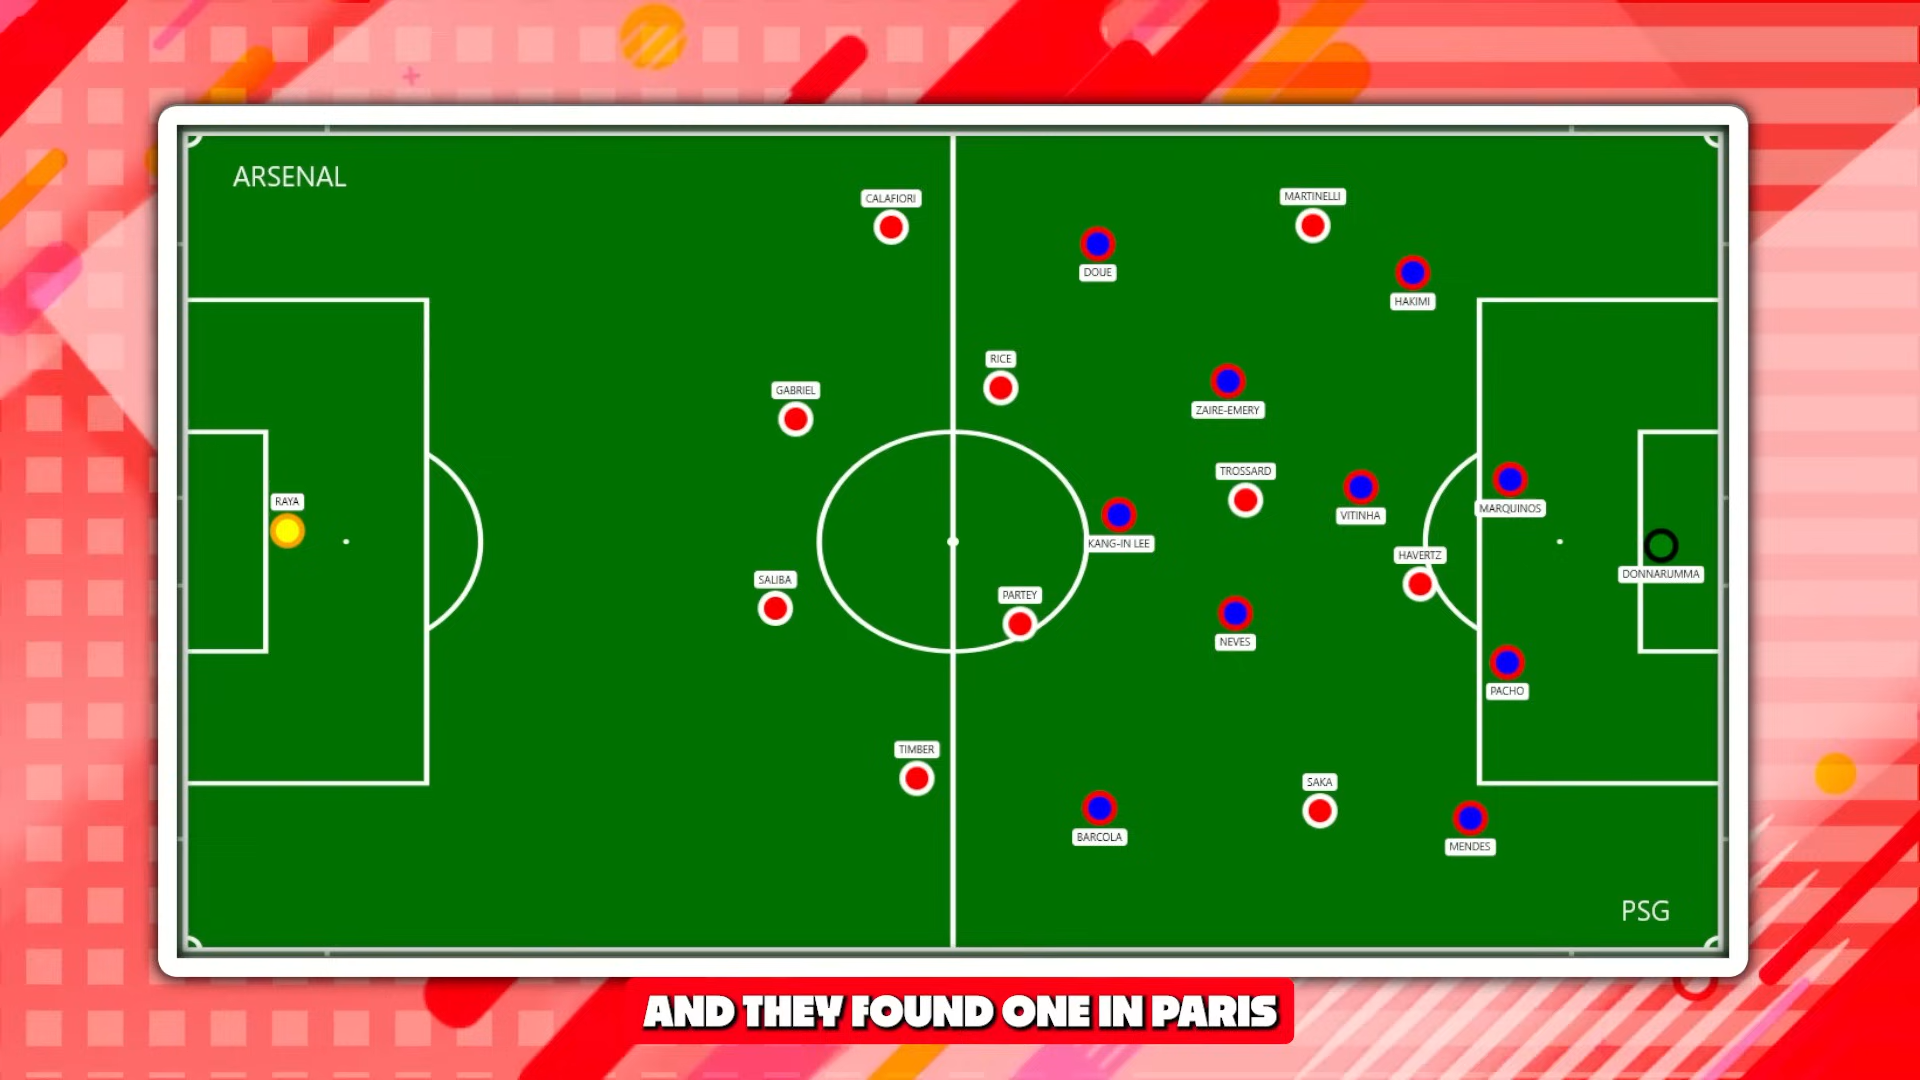 ARSENAL
CALAFIORI
MARTINELLI
DOUE
HAKIMI
RICE
GABRIEL
ZAIRE-EMERY
TROSSARD
RAYA
VITINHA
MARQUINOS
KANG-IN LEE
HAVERTZ
DONNARUMMA
SALIBA
PARTEY
NEVES
PACHO
TIMBER
SAKA
BARCOLA
MENDES
PSG
AND THEY FOUND ONE IN PARIS